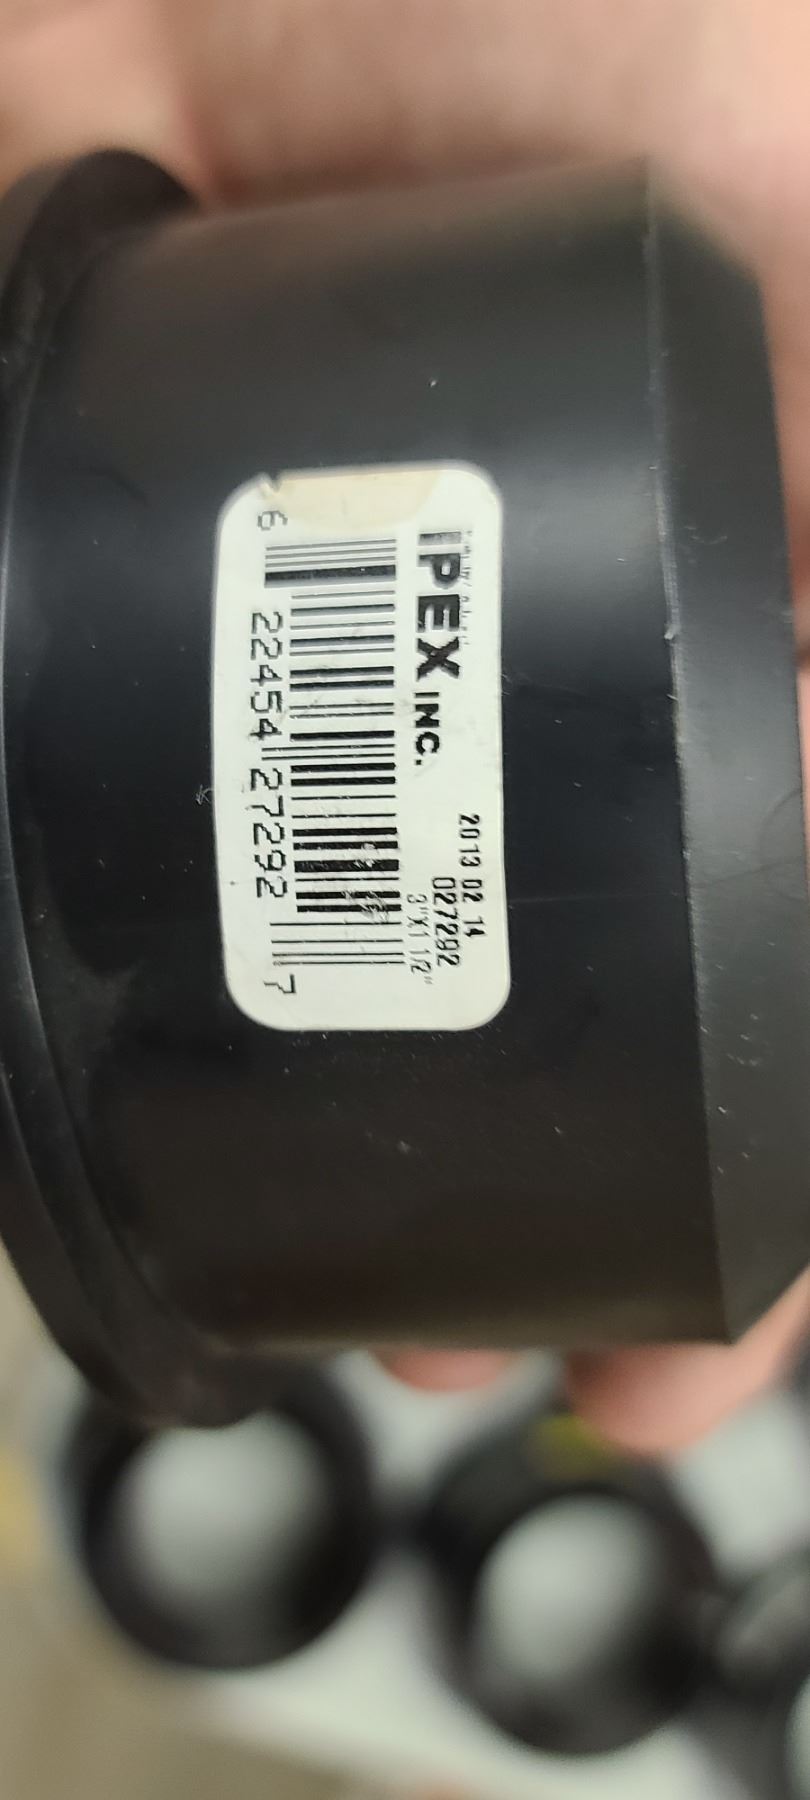 IPEX INC.
2013 02 14
027292
3"X1 1/2"
6 22454 27292 7